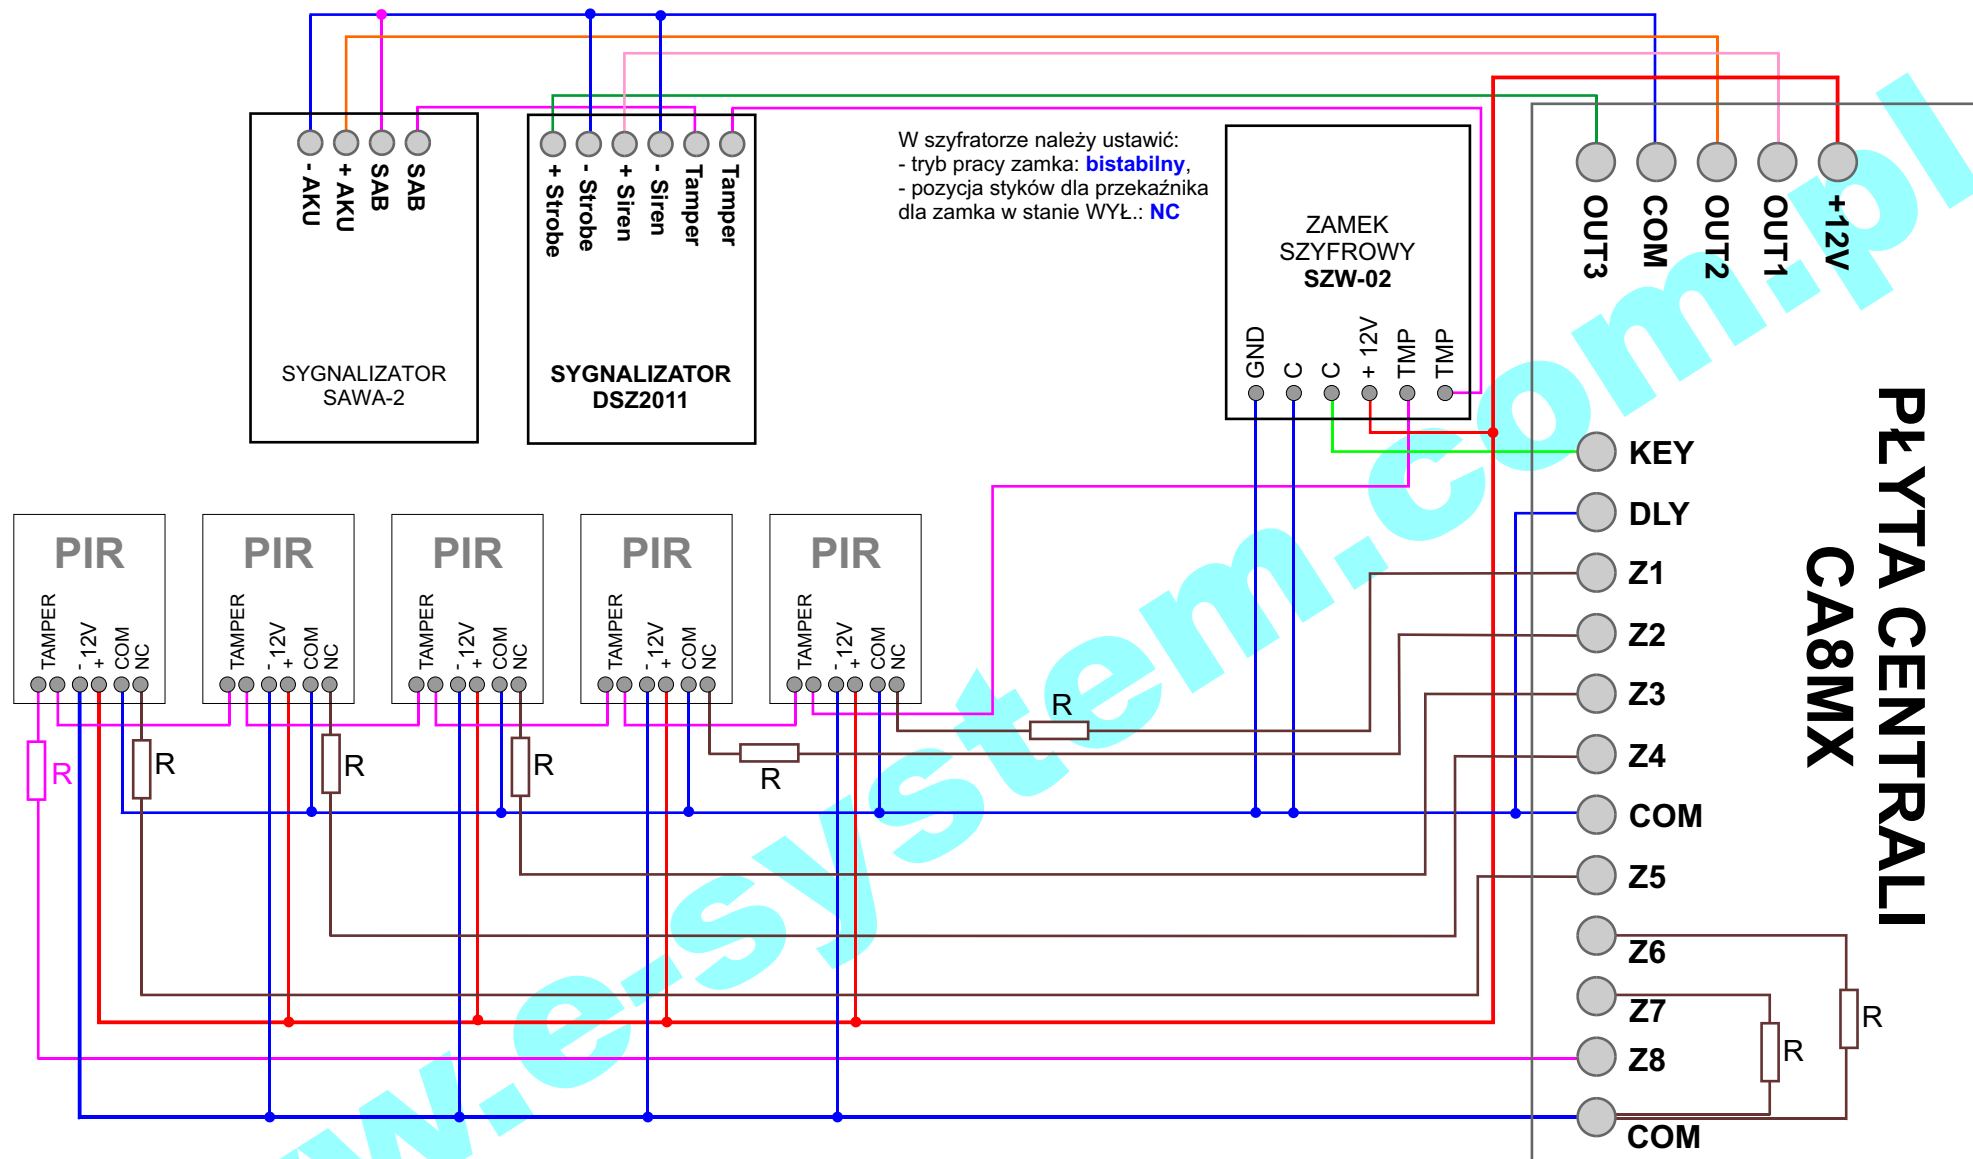 - AKU
+ AKU
SAB
SAB
SYGNALIZATOR
SAWA-2
+ Strobe
- Strobe
+ Siren
- Siren
Tamper
Tamper
SYGNALIZATOR
DSZ2011
W szyfratorze należy ustawić:
- tryb pracy zamka: bistabilny,
- pozycja styków dla przekaźnika
dla zamka w stanie WYŁ.: NC
ZAMEK
SZYFROWY
SZW-02
GND
C
C
+ 12V
TMP
TMP
OUT3
COM
OUT2
OUT1
+12V
PŁYTA CENTRALI
CA8MX
KEY
DLY
Z1
Z2
Z3
Z4
COM
Z5
Z6
Z7
Z8
COM
R
R
PIR
TAMPER
- 12V
+
COM
NC
R
R
PIR
TAMPER
- 12V
+
COM
NC
R
PIR
TAMPER
- 12V
+
COM
NC
R
PIR
TAMPER
- 12V
+
COM
NC
R
PIR
TAMPER
- 12V
+
COM
NC
R
w.e-system.com.pl